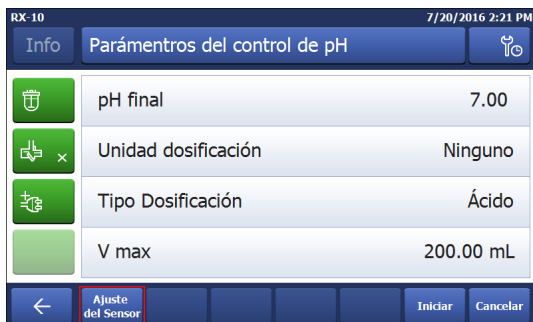 RX-10 7/20/2016 2:21 PM
Info Parámentros del control de pH
pH final 7.00
Unidad dosificación Ninguno
Tipo Dosificación Ácido
V max 200.00 mL
Ajuste
del Sensor Iniciar Cancelar